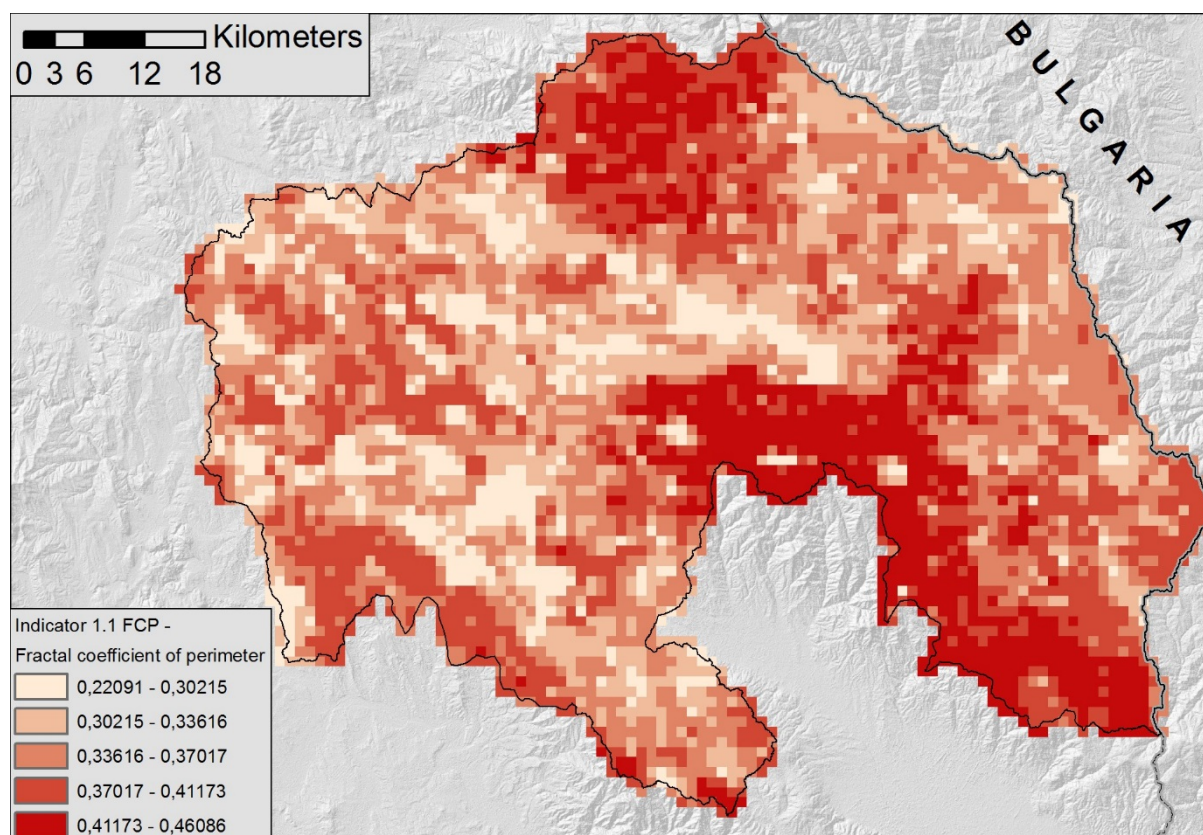 Kilometers
0 3 6 12 18
BULGARIA
Indicator 1.1 FCP -
Fractal coefficient of perimeter
0,22091 - 0,30215
0,30215 - 0,33616
0,33616 - 0,37017
0,37017 - 0,41173
0,41173 - 0,46086